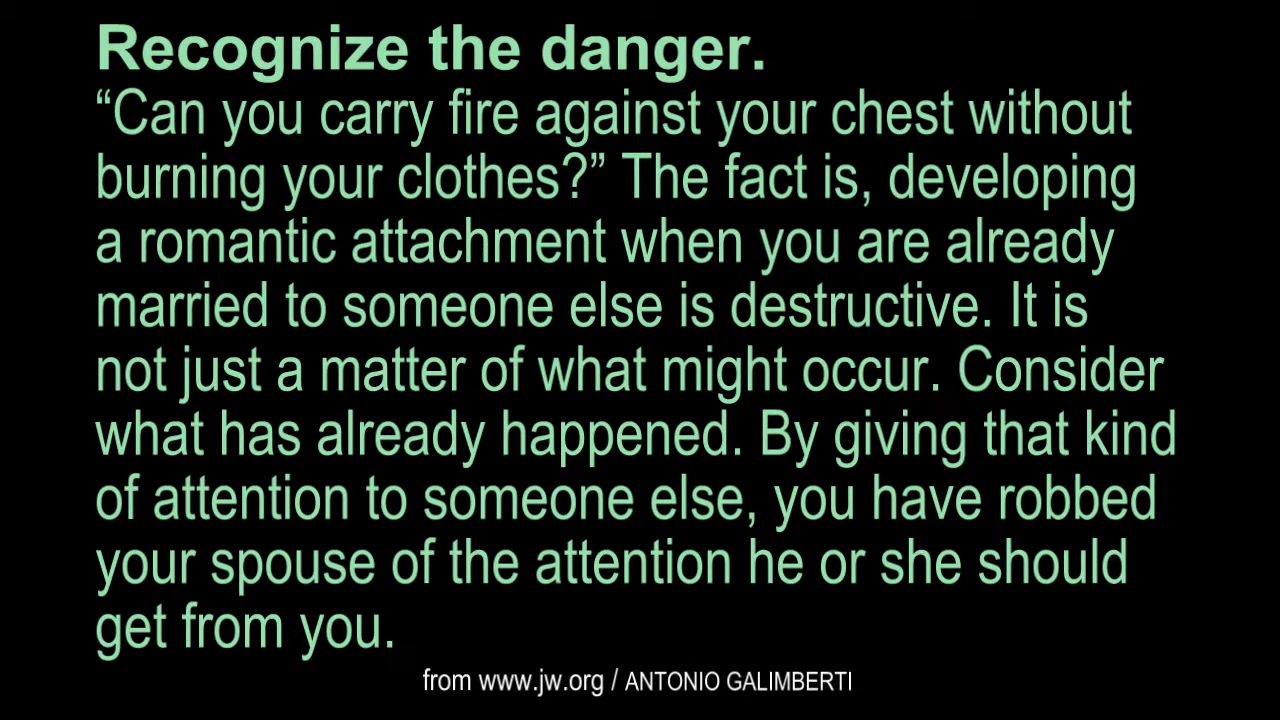 Recognize the danger.
“Can you carry fire against your chest without
burning your clothes?” The fact is, developing
a romantic attachment when you are already
married to someone else is destructive. It is
not just a matter of what might occur. Consider
what has already happened. By giving that kind
of attention to someone else, you have robbed
your spouse of the attention he or she should
get from you.
from www.jw.org / ANTONIO GALIMBERTI